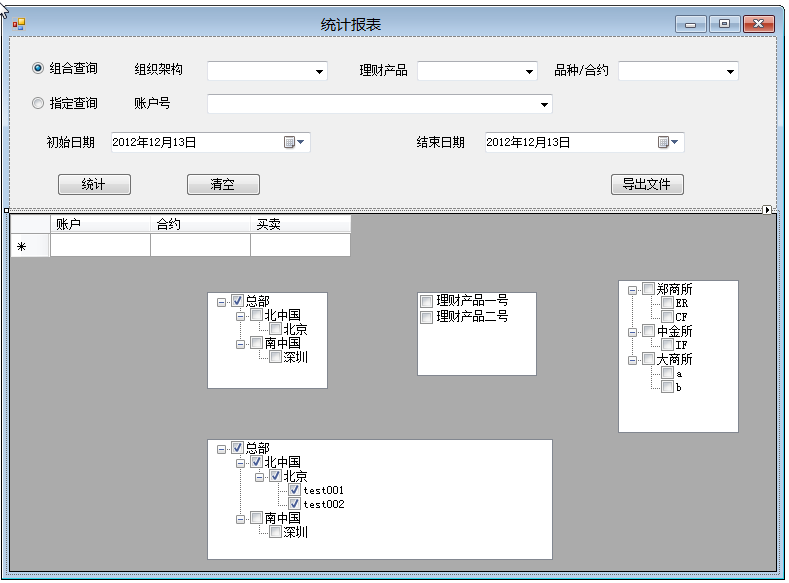 统计报表
组合查询 组织架构 理财产品 品种/合约
指定查询 账户号
初始日期 2012年12月13日 结束日期 2012年12月13日
统计 清空 导出文件
账户 合约 买卖
*
总部
北中国
北京
南中国
深圳
理财产品一号
理财产品二号
郑商所
ER
CF
中金所
IF
大商所
a
b
总部
北中国
北京
test001
test002
南中国
深圳